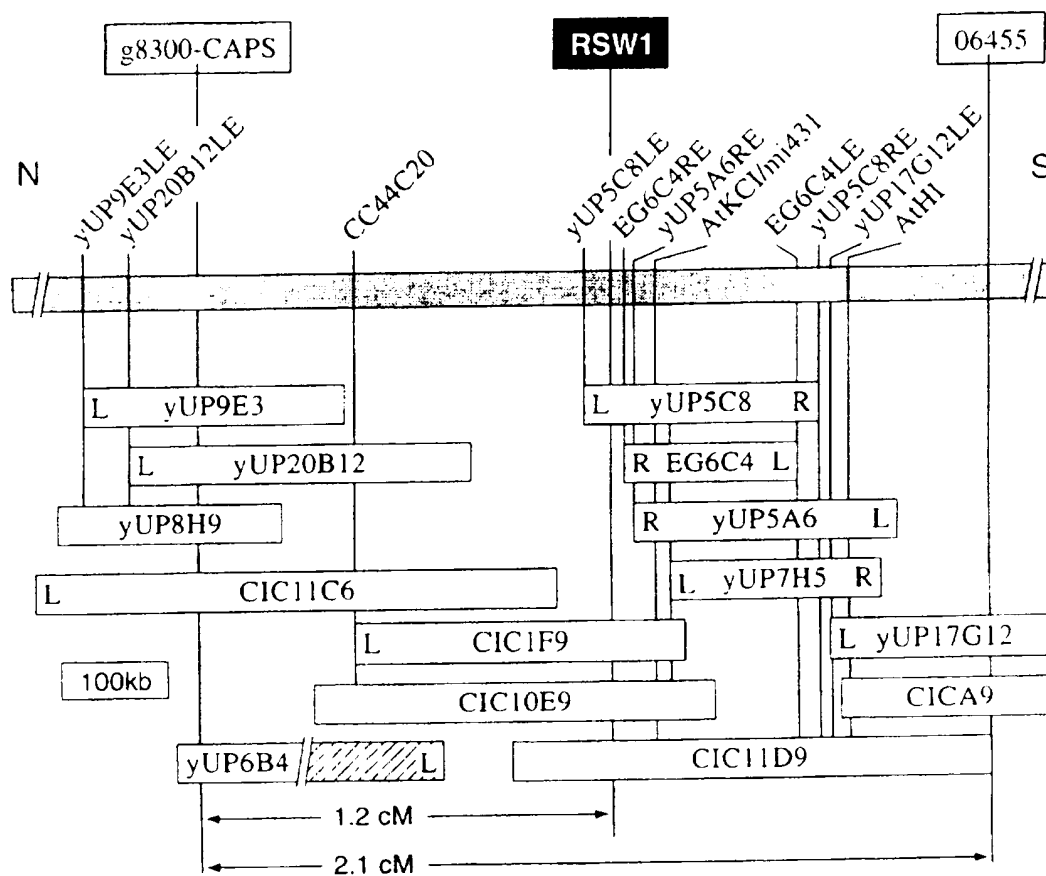 g8300-CAPS
RSW1
06455
N
S
yUP9E3LE
yUP20B12LE
CC44C20
yUP5C8LE
EG6C4RE
yUP5A6RE
AtKCI/mi431
EG6C4LE
yUP5C8RE
yUP17G12LE
AtHI
L yUP9E3
L yUP5C8 R
L yUP20B12
R EG6C4 L
yUP8H9
R yUP5A6 L
L CIC11C6
L yUP7H5 R
L CIC1F9
L yUP17G12
100kb
CIC10E9
CICA9
yUP6B4 L
CIC11D9
1.2 cM
2.1 cM